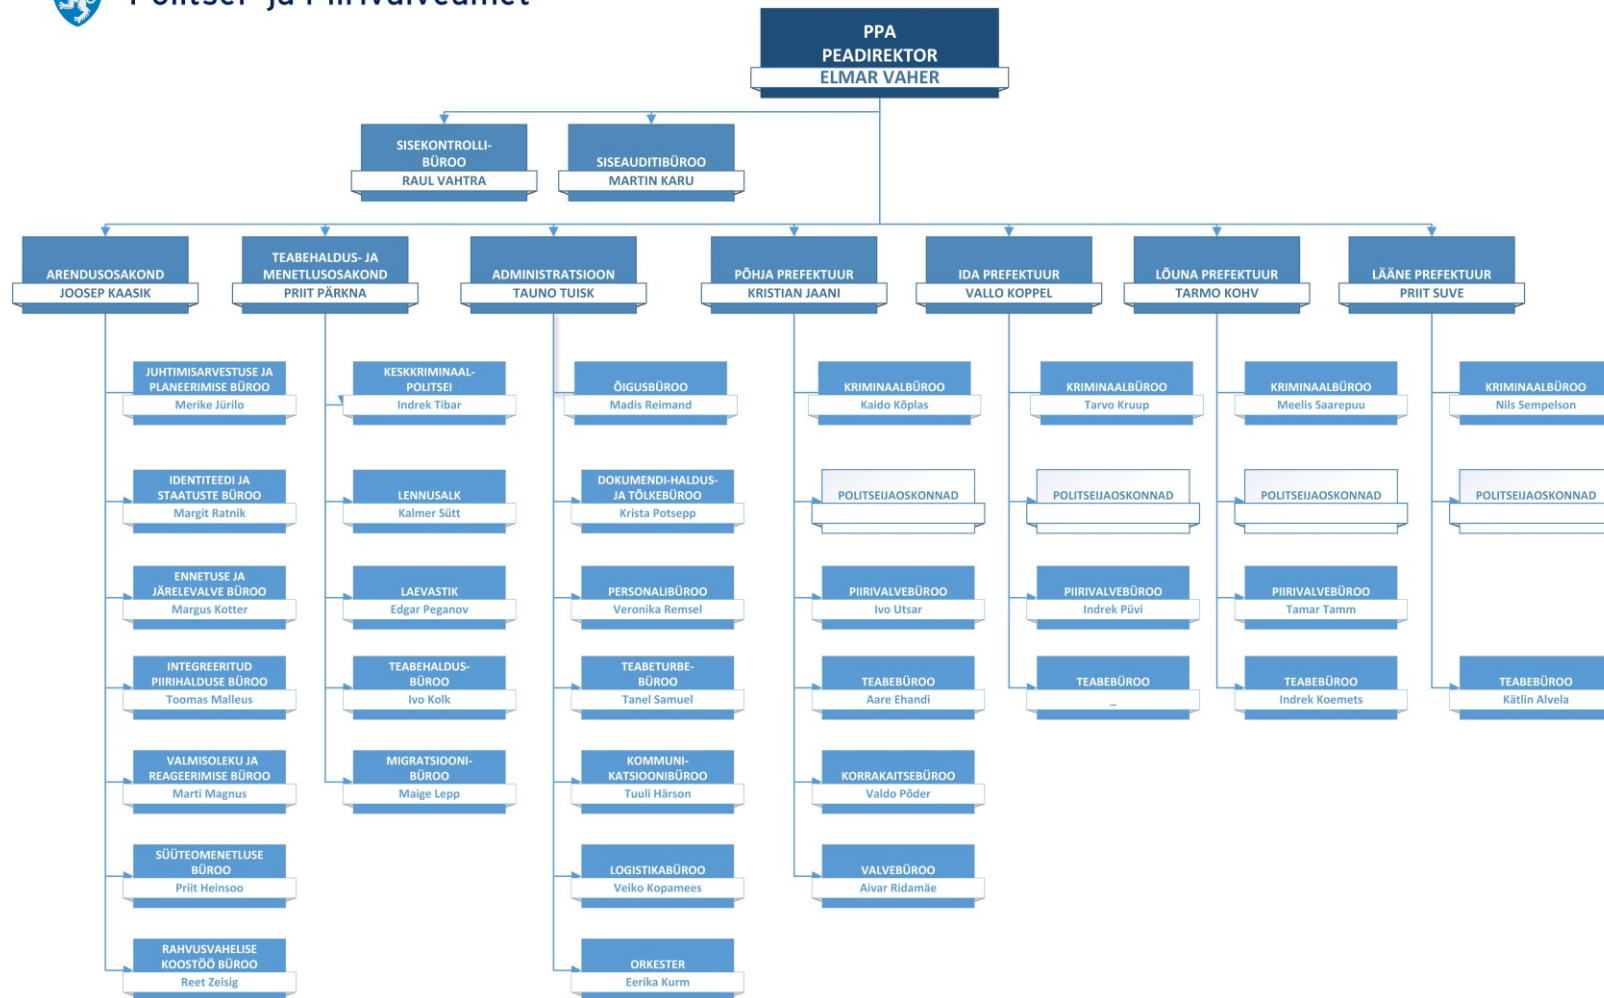 Politsei- ja Piirivalveamet
PPA
PEADIREKTOR
ELMAR VAHER
SISEKONTROLLI-
BÜROO
RAUL VAHTRA
SISEAUDITIBÜROO
MARTIN KARU
ARENDUSOSAKOND
JOOSEP KAASIK
TEABEHALDUS- JA
MENETLUSOSAKOND
PRIIT PÄRKNA
ADMINISTRATSIOON
TAUNO TUISK
PÕHJA PREFEKTUUR
KRISTIAN JAANI
IDA PREFEKTUUR
VALLO KOPPEL
LÕUNA PREFEKTUUR
TARMO KOHV
LÄÄNE PREFEKTUUR
PRIIT SUVE
JUHTIMISARVESTUSE JA
PLANEERIMISE BÜROO
Merike Jürilo
KESKKRIMINAAL-
POLITSEI
Indrek Tibar
ÕIGUSBÜROO
Madis Reimand
KRIMINAALBÜROO
Kaido Kõplas
KRIMINAALBÜROO
Tarvo Kruup
KRIMINAALBÜROO
Meelis Saarepuu
KRIMINAALBÜROO
Nils Sempelson
IDENTITEEDI JA
STAATUSTE BÜROO
Margit Ratnik
LENNUSALK
Kalmer Sütt
DOKUMENDI-HALDUS-
JA TÕLKEBÜROO
Krista Potsepp
POLITSEIJAOSKONNAD
POLITSEIJAOSKONNAD
POLITSEIJAOSKONNAD
POLITSEIJAOSKONNAD
ENNETUSE JA
JÄRELEVALVE BÜROO
Margus Kotter
LAEVASTIK
Edgar Peganov
PERSONALIBÜROO
Veronika Remsel
PIIRIVALVEBÜROO
Ivo Utsar
PIIRIVALVEBÜROO
Indrek Püvi
PIIRIVALVEBÜROO
Tamar Tamm
INTEGREERITUD
PIIRIHALDUSE BÜROO
Toomas Malleus
TEABEHALDUS-
BÜROO
Ivo Kolk
TEABETURBE-
BÜROO
Tanel Samuel
TEABEBÜROO
Aare Ehandi
TEABEBÜROO
_
TEABEBÜROO
Indrek Koemets
TEABEBÜROO
Kätlin Alvela
VALMISOLEKU JA
REAGEERIMISE BÜROO
Marti Magnus
MIGRATSIOONI-
BÜROO
Maige Lepp
KOMMUNI-
KATSIOONIBÜROO
Tuuli Härson
KORRAKAITSEBÜROO
Valdo Põder
SÜÜTEOMENETLUSE
BÜROO
Priit Heinsoo
LOGISTIKABÜROO
Veiko Kopamees
VALVEBÜROO
Aivar Ridamäe
RAHVUSVAHELISE
KOOSTÖÖ BÜROO
Reet Zeisig
ORKESTER
Eerika Kurm